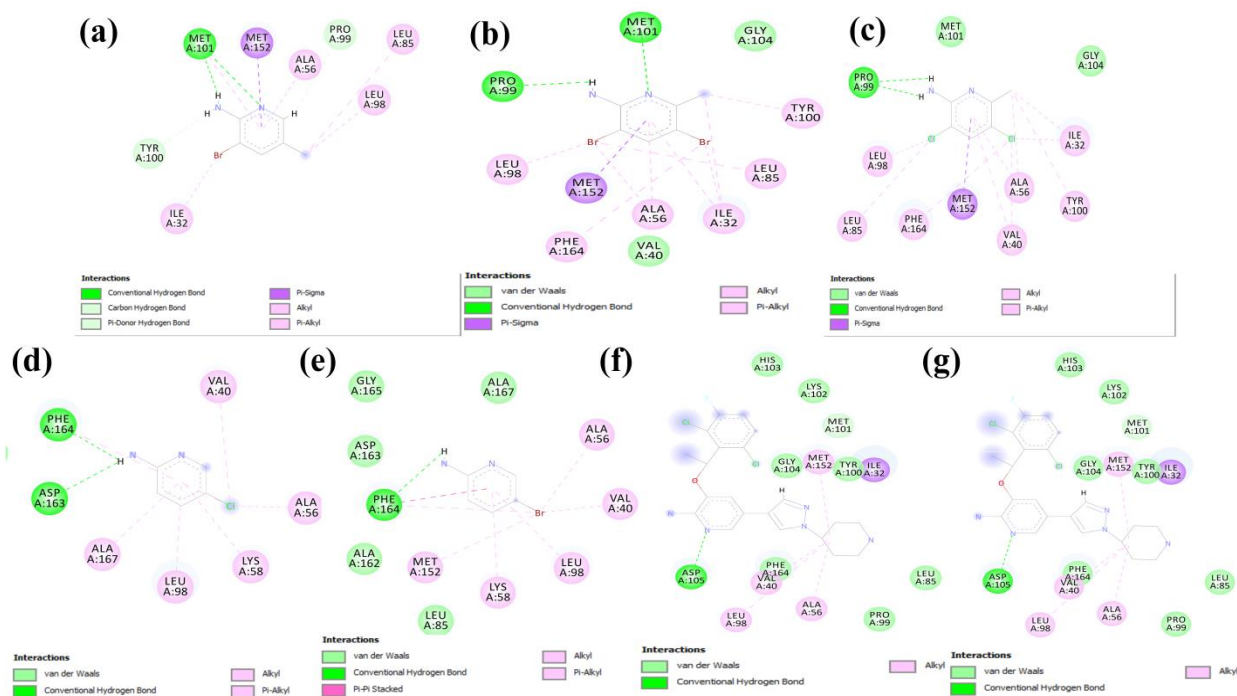 (a)
MET
A:101
MET
A:152
PRO
A:99
ALA
A:56
LEU
A:85
LEU
A:98
TYR
A:100
ILE
A:32
H
H
N
N
H
Br
Interactions
Conventional Hydrogen Bond
Carbon Hydrogen Bond
Pi-Donor Hydrogen Bond
Pi-Sigma
Alkyl
Pi-Alkyl
(b)
MET
A:101
GLY
A:104
PRO
A:99
TYR
A:100
LEU
A:98
LEU
A:85
MET
A:152
ALA
A:56
ILE
A:32
PHE
A:164
VAL
A:40
H
N
N
Br
Br
Interactions
van der Waals
Conventional Hydrogen Bond
Pi-Sigma
Alkyl
Pi-Alkyl
(c)
MET
A:101
GLY
A:104
PRO
A:99
ILE
A:32
LEU
A:98
ALA
A:56
MET
A:152
TYR
A:100
LEU
A:85
PHE
A:164
VAL
A:40
H
H
N
N
Cl
Cl
Interactions
van der Waals
Conventional Hydrogen Bond
Pi-Sigma
Alkyl
Pi-Alkyl
(d)
VAL
A:40
PHE
A:164
ASP
A:163
ALA
A:56
ALA
A:167
LYS
A:58
LEU
A:98
H
N
N
Cl
Interactions
van der Waals
Conventional Hydrogen Bond
Alkyl
Pi-Alkyl
(e)
GLY
A:165
ALA
A:167
ALA
A:56
ASP
A:163
PHE
A:164
VAL
A:40
ALA
A:162
MET
A:152
LEU
A:98
LYS
A:58
LEU
A:85
H
N
N
Br
Interactions
van der Waals
Conventional Hydrogen Bond
Pi-Pi Stacked
Alkyl
Pi-Alkyl
(f)
HIS
A:103
LYS
A:102
MET
A:101
GLY
A:104
MET
A:152
TYR
A:100
ILE
A:32
PHE
A:164
ASP
A:105
VAL
A:40
LEU
A:85
LEU
A:98
ALA
A:56
PRO
A:99
Cl
Cl
O
H
N
N
N
N
Interactions
van der Waals
Conventional Hydrogen Bond
Alkyl
(g)
HIS
A:103
LYS
A:102
MET
A:101
GLY
A:104
MET
A:152
TYR
A:100
ILE
A:32
PHE
A:164
ASP
A:105
VAL
A:40
LEU
A:85
LEU
A:98
ALA
A:56
PRO
A:99
Cl
Cl
O
H
N
N
N
N
Interactions
van der Waals
Conventional Hydrogen Bond
Alkyl